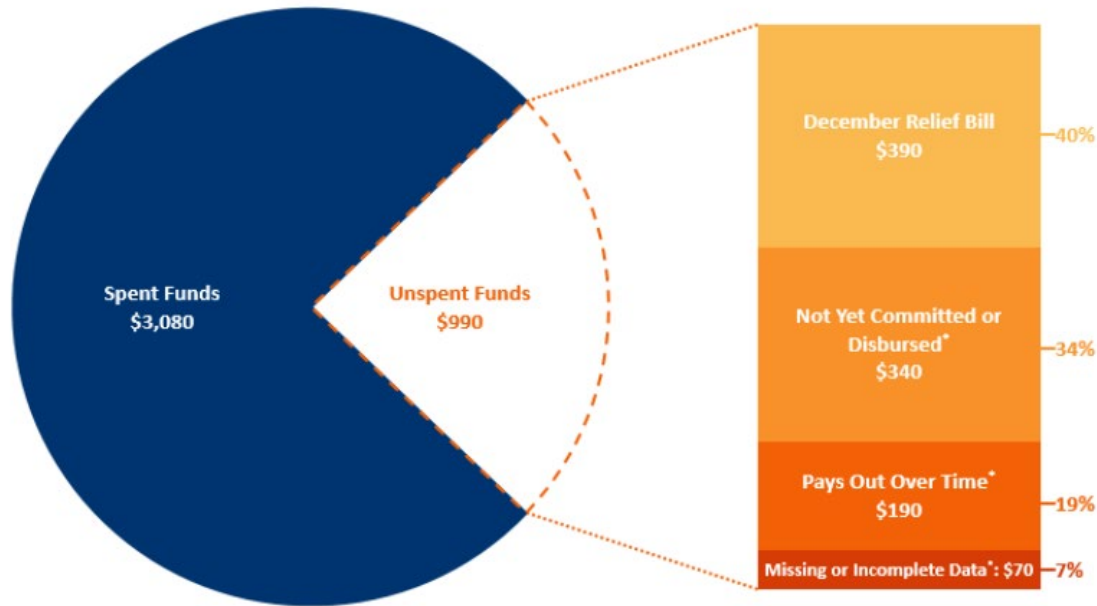 Spent Funds
$3,080
Unspent Funds
$990
December Relief Bill
$390
40%
Not Yet Committed or
Disbursed*
$340
34%
Pays Out Over Time*
$190
19%
Missing or Incomplete Data*: $70
7%